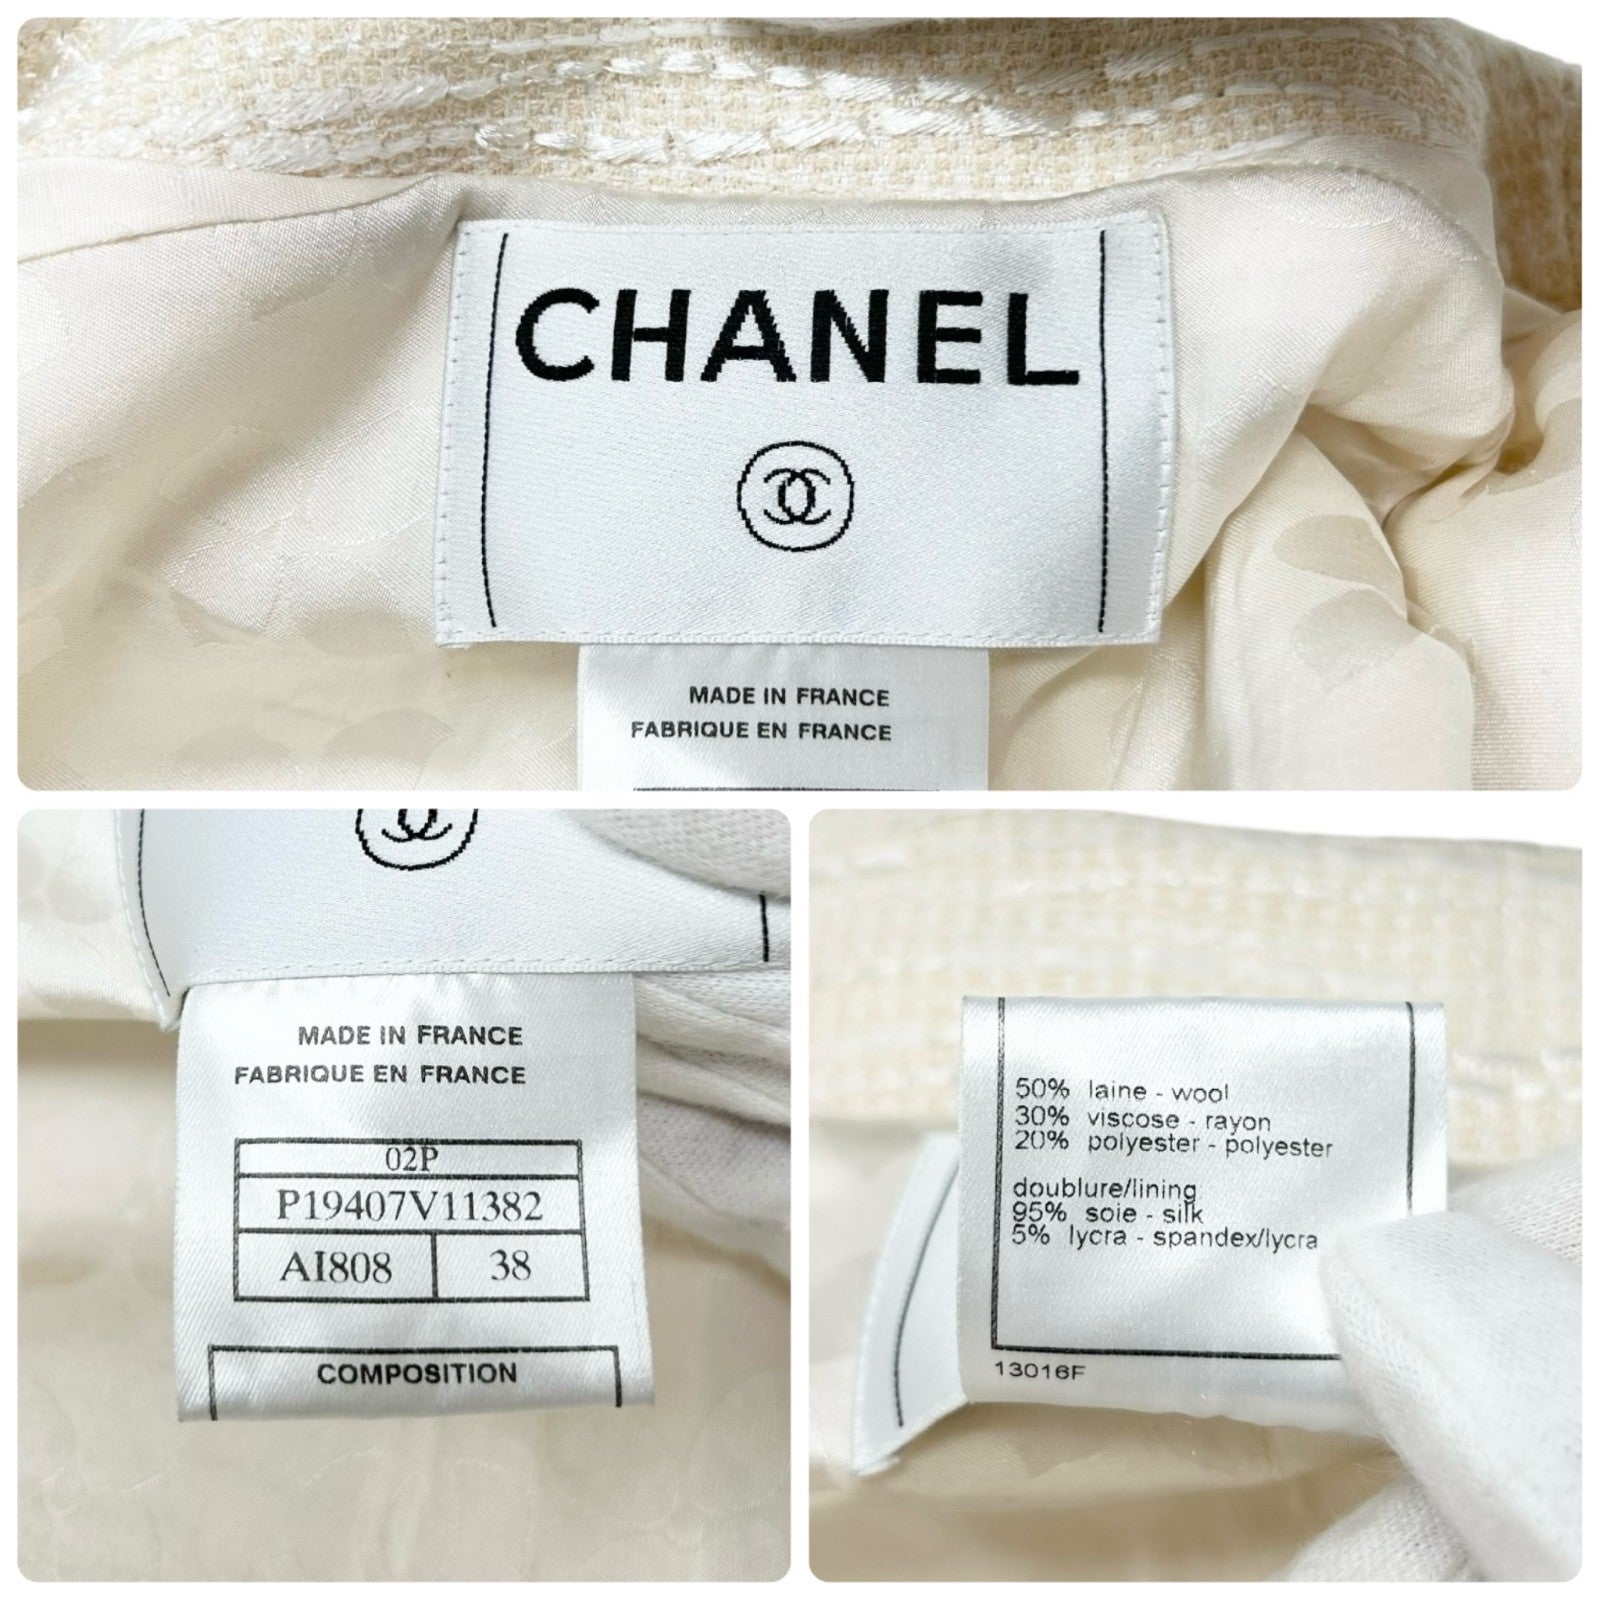 CHANEL
MADE IN FRANCE
FABRIQUE EN FRANCE
MADE IN FRANCE
FABRIQUE EN FRANCE
02P
P19407V11382
AI808 38
COMPOSITION
50% laine - wool
30% viscose - rayon
20% polyester - polyester
doublure/lining
95% soie - silk
5% lycra - spandex/lycra
13016F